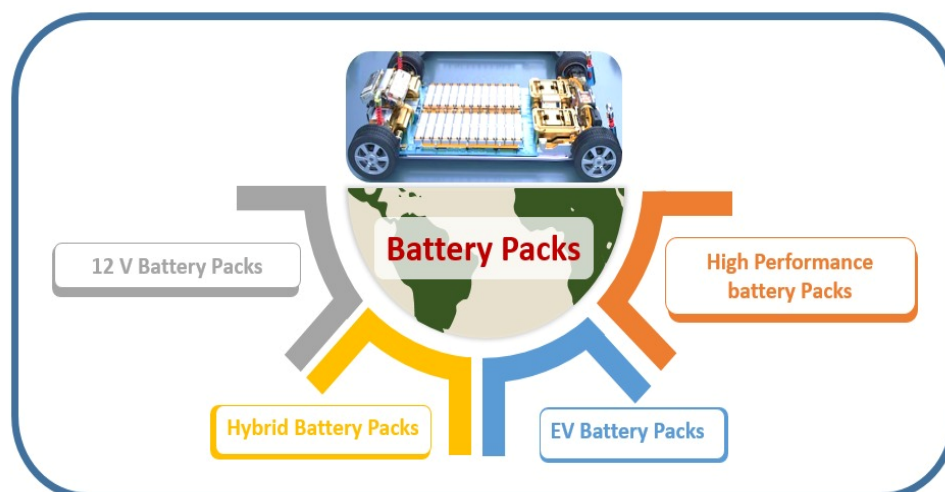 Battery Packs
12 V Battery Packs
Hybrid Battery Packs
EV Battery Packs
High Performance
battery Packs